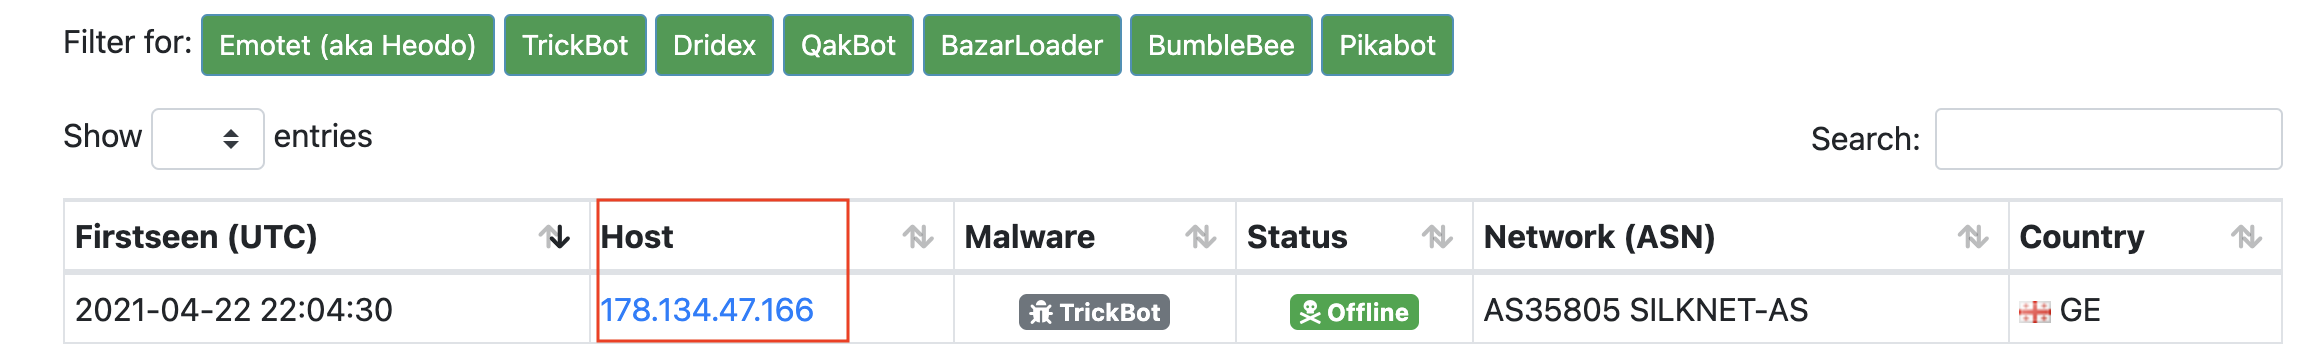 Filter for: Emotet (aka Heodo) TrickBot Dridex QakBot BazarLoader BumbleBee Pikabot
Show entries Search:
Firstseen (UTC) Host Malware Status Network (ASN) Country
2021-04-22 22:04:30 178.134.47.166 TrickBot Offline AS35805 SILKNET-AS GE